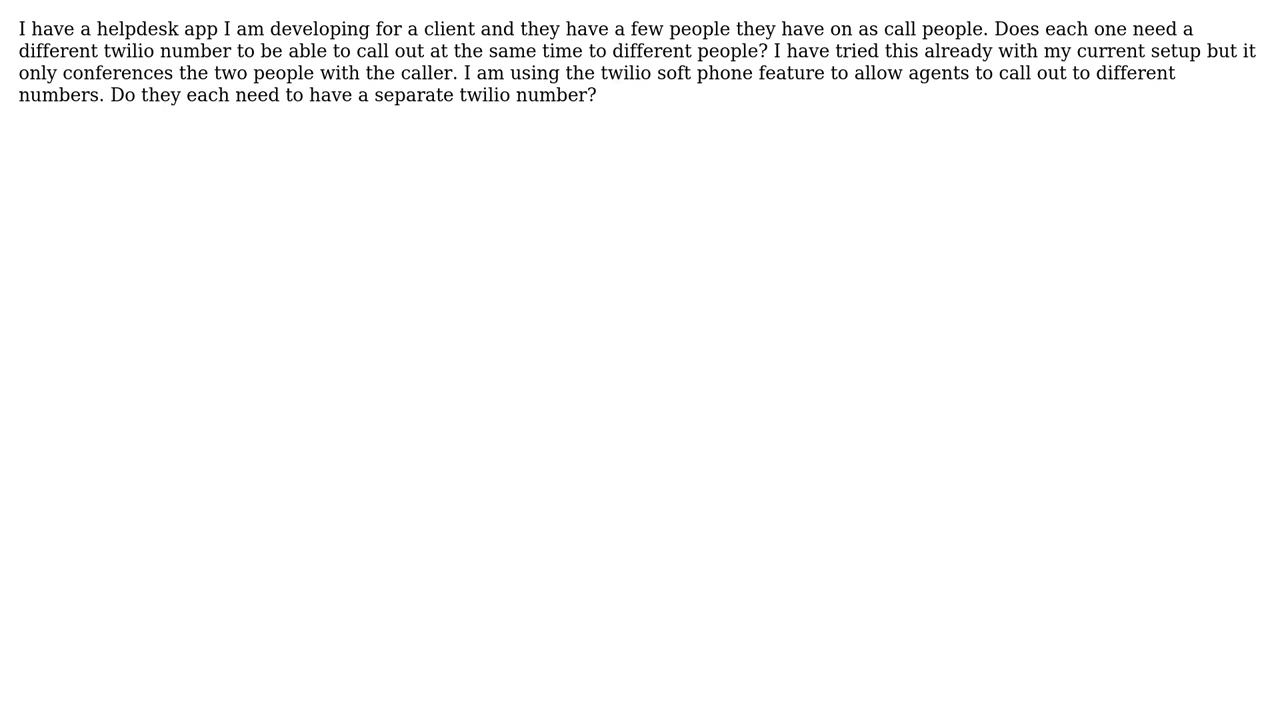 I have a helpdesk app I am developing for a client and they have a few people they have on as call people. Does each one need a
different twilio number to be able to call out at the same time to different people? I have tried this already with my current setup but it
only conferences the two people with the caller. I am using the twilio soft phone feature to allow agents to call out to different
numbers. Do they each need to have a separate twilio number?